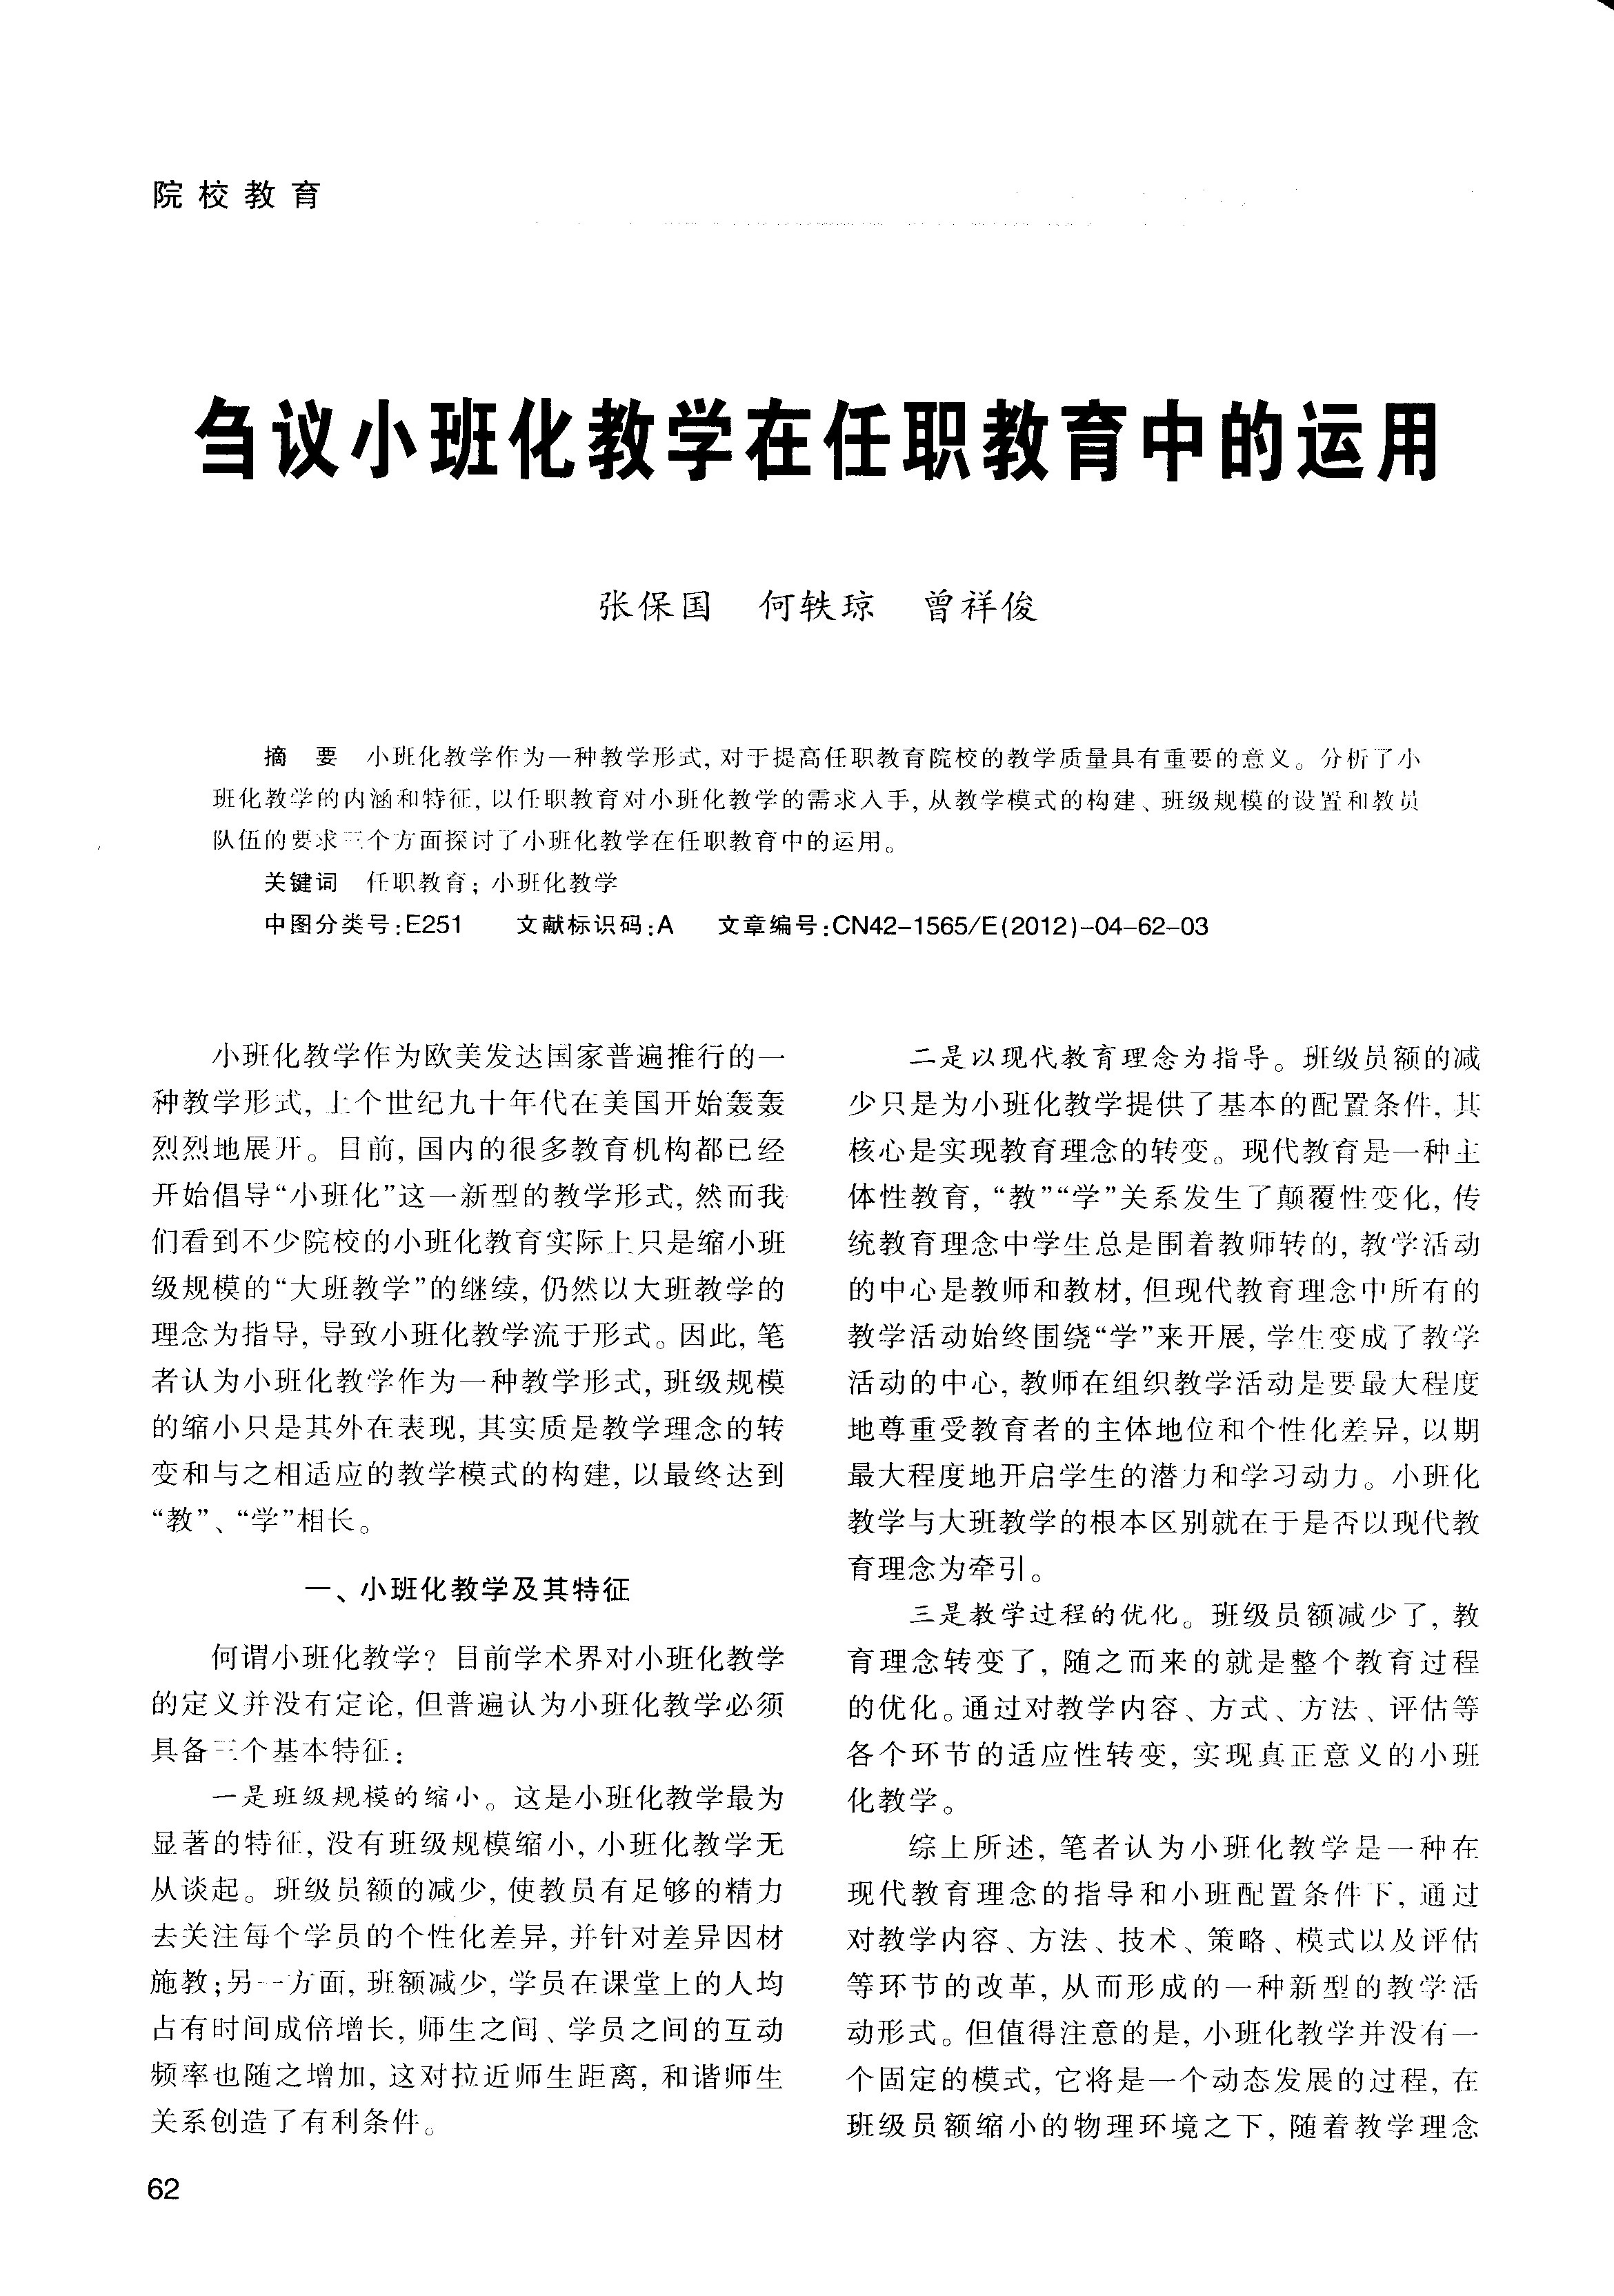 院校教育
刍议小班化教学在任职教育中的运用
张保国 何轶琼 曾祥俊
摘 要 小班化教学作为一种教学形式,对于提高任职教育院校的教学质量具有重要的意义。分析了小
班化教学的内涵和特征,以任职教育对小班化教学的需求入手,从教学模式的构建、班级规模的设置和教员
队伍的要求三个方面探讨了小班化教学在任职教育中的运用。
关键词 任职教育;小班化教学
中图分类号:E251 文献标识码:A 文章编号:CN42-1565/E(2012)-04-62-03
小班化教学作为欧美发达国家普遍推行的一
种教学形式,上个世纪九十年代在美国开始轰轰
烈烈地展开。目前,国内的很多教育机构都已经
开始倡导“小班化”这一新型的教学形式,然而我
们看到不少院校的小班化教育实际上只是缩小班
级规模的“大班教学”的继续,仍然以大班教学的
理念为指导,导致小班化教学流于形式。因此,笔
者认为小班化教学作为一种教学形式,班级规模
的缩小只是其外在表现,其实质是教学理念的转
变和与之相适应的教学模式的构建,以最终达到
“教”、“学”相长。
一、小班化教学及其特征
何谓小班化教学?目前学术界对小班化教学
的定义并没有定论,但普遍认为小班化教学必须
具备三个基本特征:
一是班级规模的缩小。这是小班化教学最为
显著的特征,没有班级规模缩小,小班化教学无
从谈起。班级员额的减少,使教员有足够的精力
去关注每个学员的个性化差异,并针对差异因材
施教;另一方面,班额减少,学员在课堂上的人均
占有时间成倍增长,师生之间、学员之间的互动
频率也随之增加,这对拉近师生距离,和谐师生
关系创造了有利条件。
二是以现代教育理念为指导。班级员额的减
少只是为小班化教学提供了基本的配置条件,其
核心是实现教育理念的转变。现代教育是一种主
体性教育,“教”“学”关系发生了颠覆性变化,传
统教育理念中学生总是围着教师转的,教学活动
的中心是教师和教材,但现代教育理念中所有的
教学活动始终围绕“学”来开展,学生变成了教学
活动的中心,教师在组织教学活动是要最大程度
地尊重受教育者的主体地位和个性化差异,以期
最大程度地开启学生的潜力和学习动力。小班化
教学与大班教学的根本区别就在于是否以现代教
育理念为牵引。
三是教学过程的优化。班级员额减少了,教
育理念转变了,随之而来的就是整个教育过程
的优化。通过对教学内容、方式、方法、评估等
各个环节的适应性转变,实现真正意义的小班
化教学。
综上所述,笔者认为小班化教学是一种在
现代教育理念的指导和小班配置条件下,通过
对教学内容、方法、技术、策略、模式以及评估
等环节的改革,从而形成的一种新型的教学活
动形式。但值得注意的是,小班化教学并没有一
个固定的模式,它将是一个动态发展的过程,在
班级员额缩小的物理环境之下,随着教学理念
62